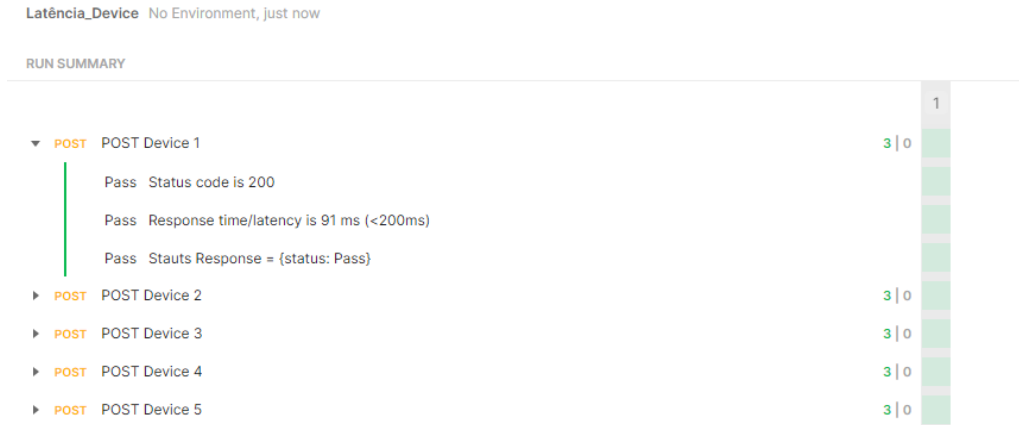 Latência_Device No Environment, just now
RUN SUMMARY
1
POST POST Device 1 3 | 0
Pass Status code is 200
Pass Response time/latency is 91 ms (<200ms)
Pass Stauts Response = {status: Pass}
POST POST Device 2 3 | 0
POST POST Device 3 3 | 0
POST POST Device 4 3 | 0
POST POST Device 5 3 | 0